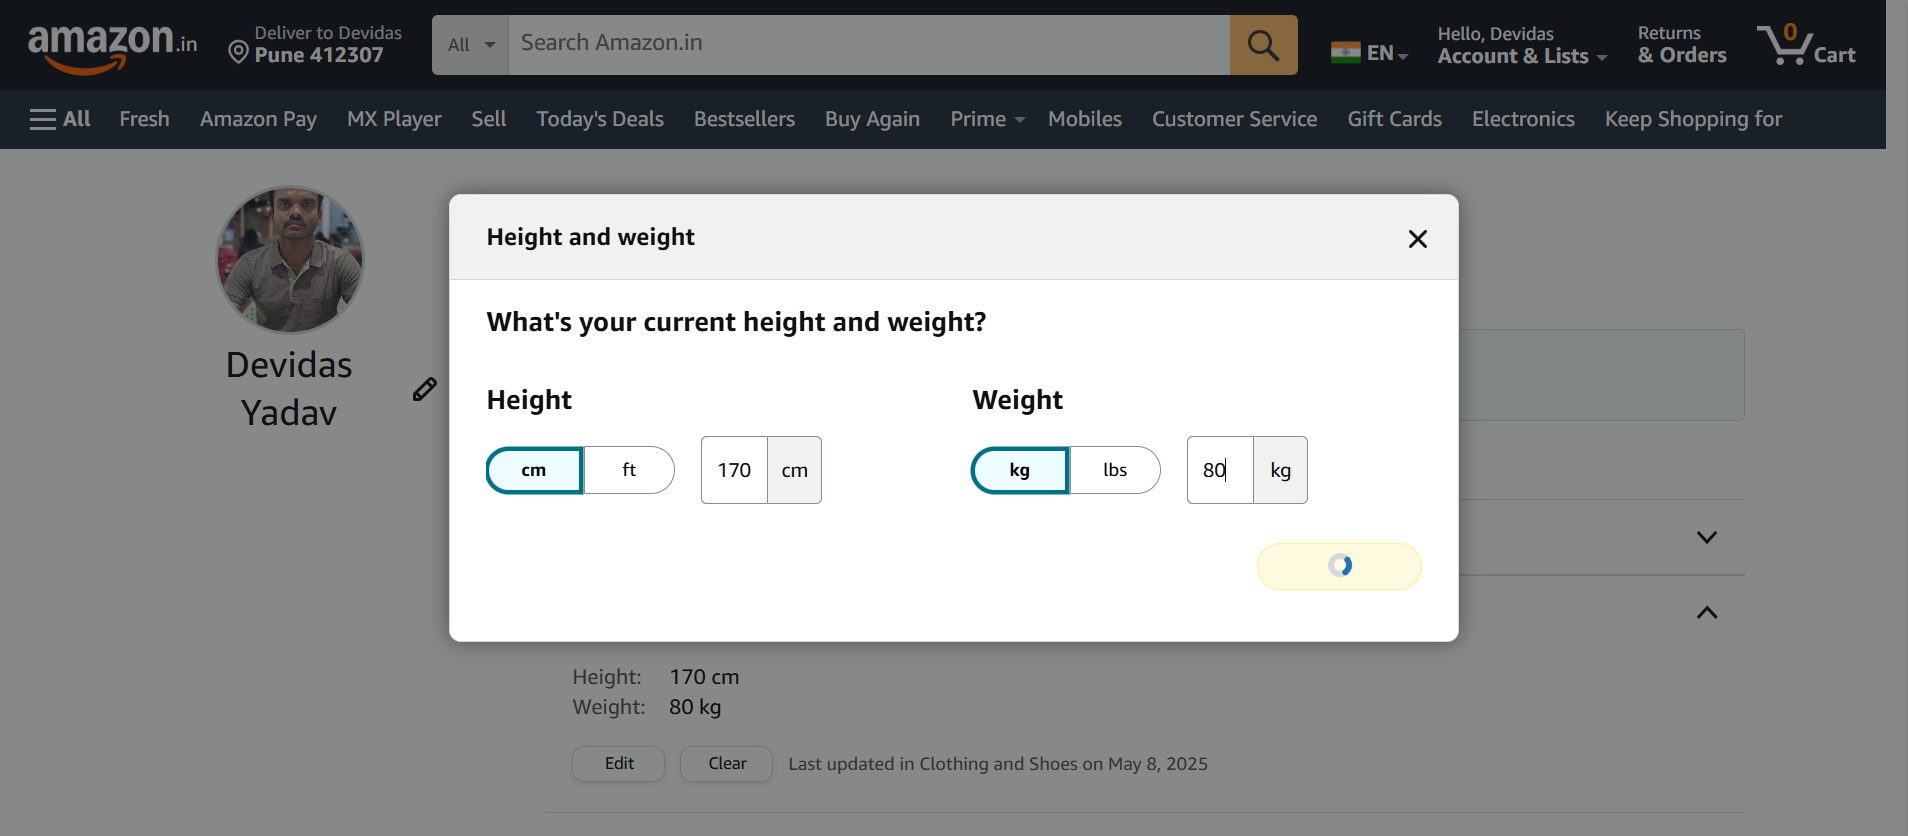 amazon.in
Deliver to Devidas
Pune 412307
All
Search Amazon.in
EN
Hello, Devidas
Account & Lists
Returns
& Orders
0
Cart
All
Fresh
Amazon Pay
MX Player
Sell
Today's Deals
Bestsellers
Buy Again
Prime
Mobiles
Customer Service
Gift Cards
Electronics
Keep Shopping for
Devidas
Yadav
Height and weight
What's your current height and weight?
Height
Weight
cm
ft
170
cm
kg
lbs
80
kg
Height: 170 cm
Weight: 80 kg
Edit
Clear
Last updated in Clothing and Shoes on May 8, 2025